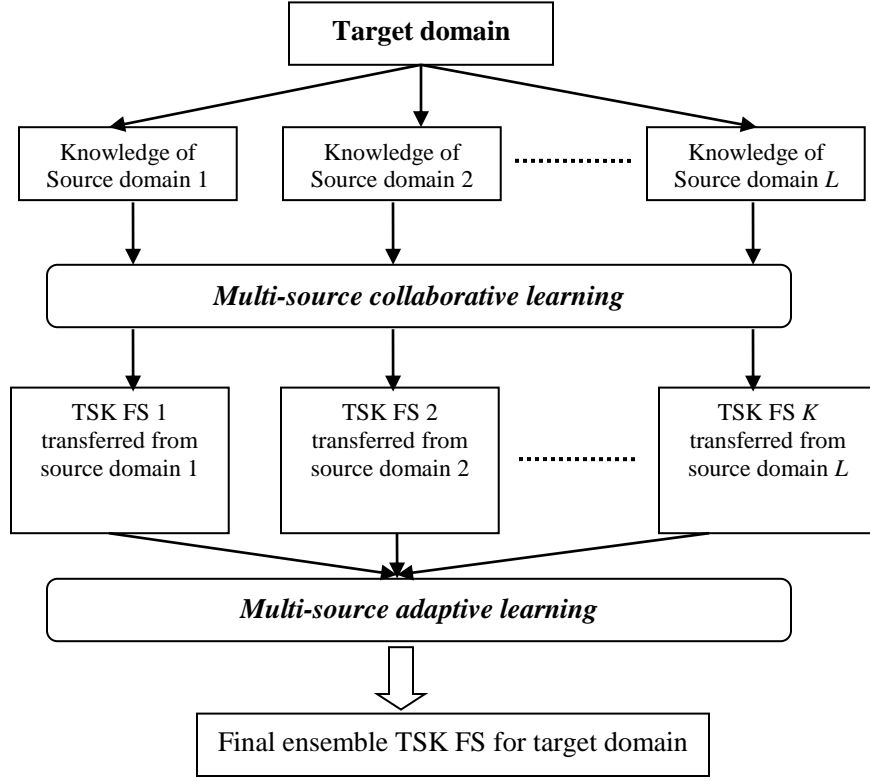 Target domain
Knowledge of
Source domain 1
Knowledge of
Source domain 2
Knowledge of
Source domain L
Multi-source collaborative learning
TSK FS 1
transferred from
source domain 1
TSK FS 2
transferred from
source domain 2
TSK FS K
transferred from
source domain L
Multi-source adaptive learning
Final ensemble TSK FS for target domain